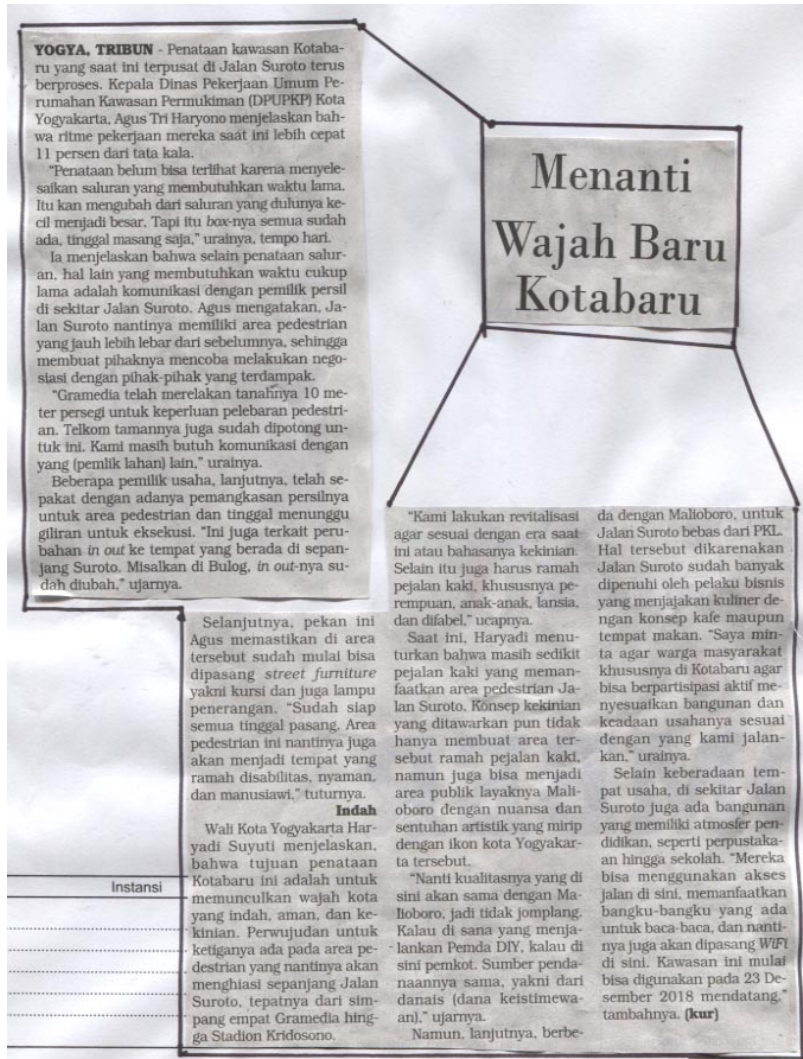 Menanti
Wajah Baru
Kotabaru
YOGYA, TRIBUN - Penataan kawasan Kotaba-
ru yang saat ini terpusat di Jalan Suroto terus
berproses. Kepala Dinas Pekerjaan Umum Pe-
rumahan Kawasan Permukiman (DPUPKP) Kota
Yogyakarta, Agus Tri Haryono menjelaskan bah-
wa ritme pekerjaan mereka saat ini lebih cepat
11 persen dari tata kala.
"Penataan belum bisa terlihat karena menyele-
saikan saluran yang membutuhkan waktu lama.
Itu kan mengubah dari saluran yang dulunya ke-
cil menjadi besar. Tapi itu box-nya semua sudah
ada, tinggal masang saja," urainya, tempo hari.
Ia menjelaskan bahwa selain penataan salur-
an, hal lain yang membutuhkan waktu cukup
lama adalah komunikasi dengan pemilik persil
di sekitar Jalan Suroto. Agus mengatakan, Ja-
lan Suroto nantinya memiliki area pedestrian
yang jauh lebih lebar dari sebelumnya, sehingga
membuat pihaknya mencoba melakukan nego-
siasi dengan pihak-pihak yang terdampak.
"Gramedia telah merelakan tanahnya 10 me-
ter persegi untuk keperluan pelebaran pedestri-
an. Telkom tamannya juga sudah dipotong un-
tuk ini. Kami masih butuh komunikasi dengan
yang (pemlik lahan) lain," urainya.
Beberapa pemilik usaha, lanjutnya, telah se-
pakat dengan adanya pemangkasan persilnya
untuk area pedestrian dan tinggal menunggu
giliran untuk eksekusi. "Ini juga terkait peru-
bahan in out ke tempat yang berada di sepan-
jang Suroto. Misalkan di Bulog, in out-nya su-
dah diubah," ujarnya.
Selanjutnya, pekan ini
Agus memastikan di area
tersebut sudah mulai bisa
dipasang street furniture
yakni kursi dan juga lampu
penerangan. "Sudah siap
semua tinggal pasang. Area
pedestrian ini nantinya juga
akan menjadi tempat yang
ramah disabilitas, nyaman,
dan manusiawi," tuturnya.
Indah
Wali Kota Yogyakarta Har-
yadi Suyuti menjelaskan,
bahwa tujuan penataan
Kotabaru ini adalah untuk
memunculkan wajah kota
yang indah, aman, dan ke-
kinian. Perwujudan untuk
ketiganya ada pada area pe-
destrian yang nantinya akan
menghiasi sepanjang Jalan
Suroto, tepatnya dari sim-
pang empat Gramedia hing-
ga Stadion Kridosono.
"Kami lakukan revitalisasi
agar sesuai dengan era saat
ini atau bahasanya kekinian.
Selain itu juga harus ramah
pejalan kaki, khususnya pe-
rempuan, anak-anak, lansia,
dan difabel," ucapnya.
Saat ini, Haryadi menu-
turkan bahwa masih sedikit
pejalan kaki yang meman-
faatkan area pedestrian Ja-
lan Suroto. Konsep kekinian
yang ditawarkan pun tidak
hanya membuat area ter-
sebut ramah pejalan kaki,
namun juga bisa menjadi
area publik layaknya Mali-
oboro dengan nuansa dan
sentuhan artistik yang mirip
dengan ikon kota Yogyakar-
ta tersebut.
"Nanti kualitasnya yang di
sini akan sama dengan Ma-
lioboro, jadi tidak jomplang.
Kalau di sana yang menja-
lankan Pemda DIY, kalau di
sini pemkot. Sumber penda-
naannya sama, yakni dari
danais (dana keistimewa-
an)," ujarnya.
Namun, lanjutnya, berbe-
da dengan Malioboro, untuk
Jalan Suroto bebas dari PKL.
Hal tersebut dikarenakan
Jalan Suroto sudah banyak
dipenuhi oleh pelaku bisnis
yang menjajakan kuliner de-
ngan konsep kafe maupun
tempat makan. "Saya min-
ta agar warga masyarakat
khususnya di Kotabaru agar
bisa berpartisipasi aktif me-
nyesuaikan bangunan dan
keadaan usahanya sesuai
dengan yang kami jalan-
kan," urainya.
Selain keberadaan tem-
pat usaha, di sekitar Jalan
Suroto juga ada bangunan
yang memiliki atmosfer pen-
didikan, seperti perpustaka-
an hingga sekolah. "Mereka
bisa menggunakan akses
jalan di sini, memanfaatkan
bangku-bangku yang ada
untuk baca-baca, dan nanti-
nya juga akan dipasang WiFi
di sini. Kawasan ini mulai
bisa digunakan pada 23 De-
sember 2018 mendatang,"
tambahnya. (kur)
Instansi